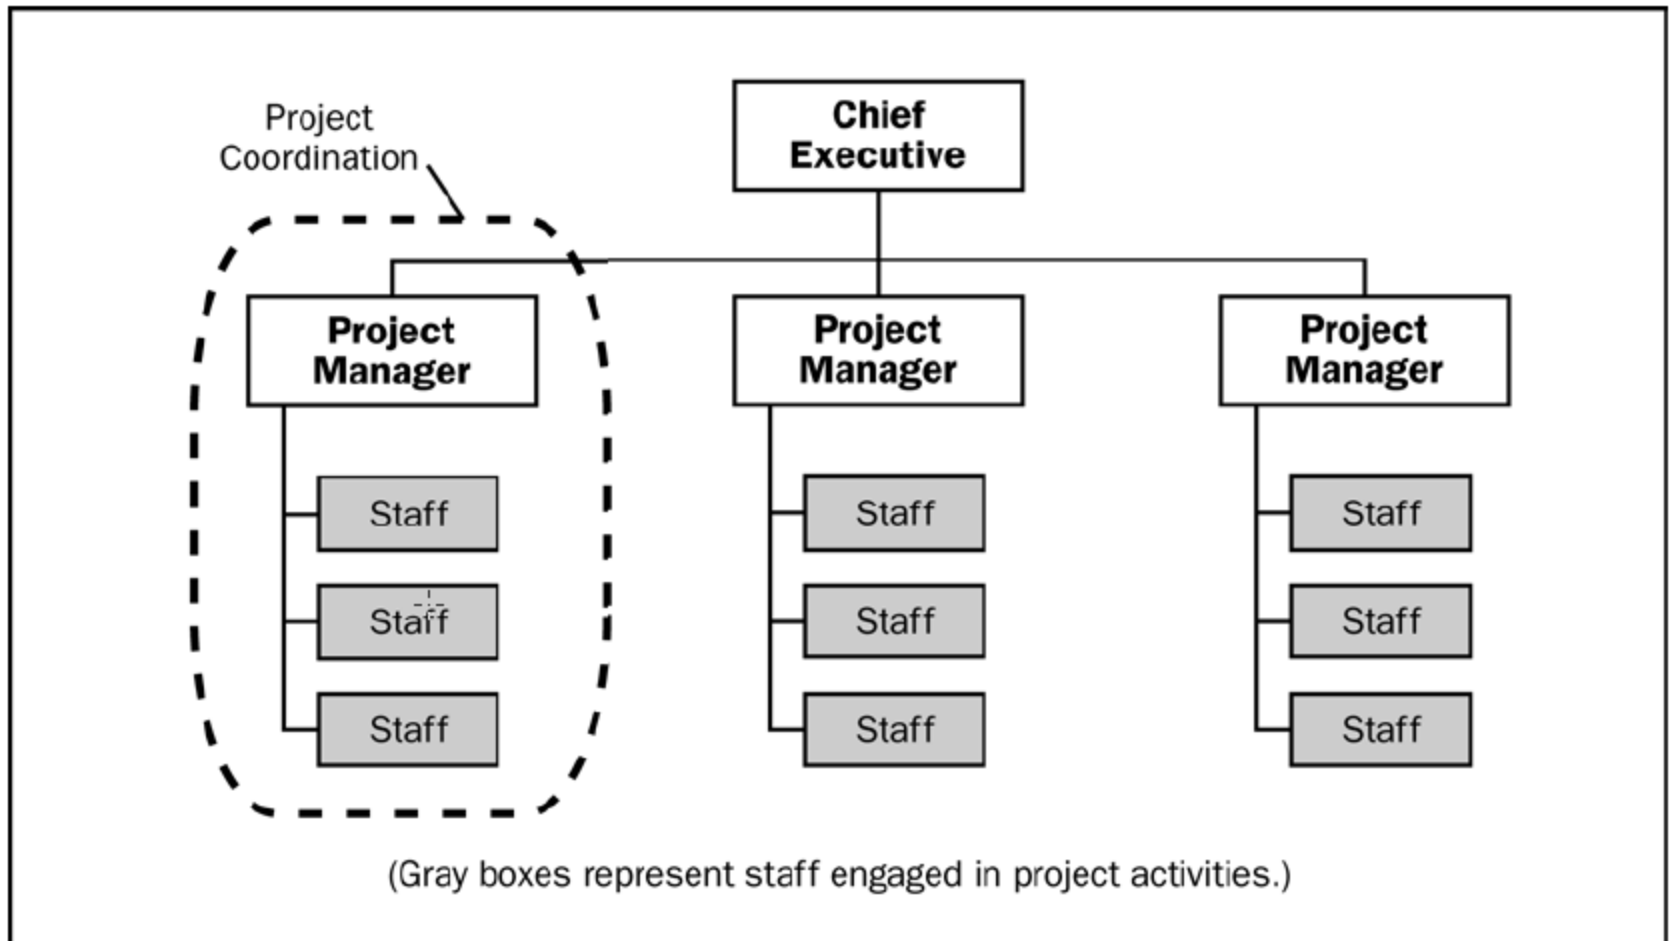 Project
Coordination
Chief
Executive
Project
Manager
Project
Manager
Project
Manager
Staff
Staff
Staff
Staff
Staff
Staff
Staff
Staff
Staff
(Gray boxes represent staff engaged in project activities.)